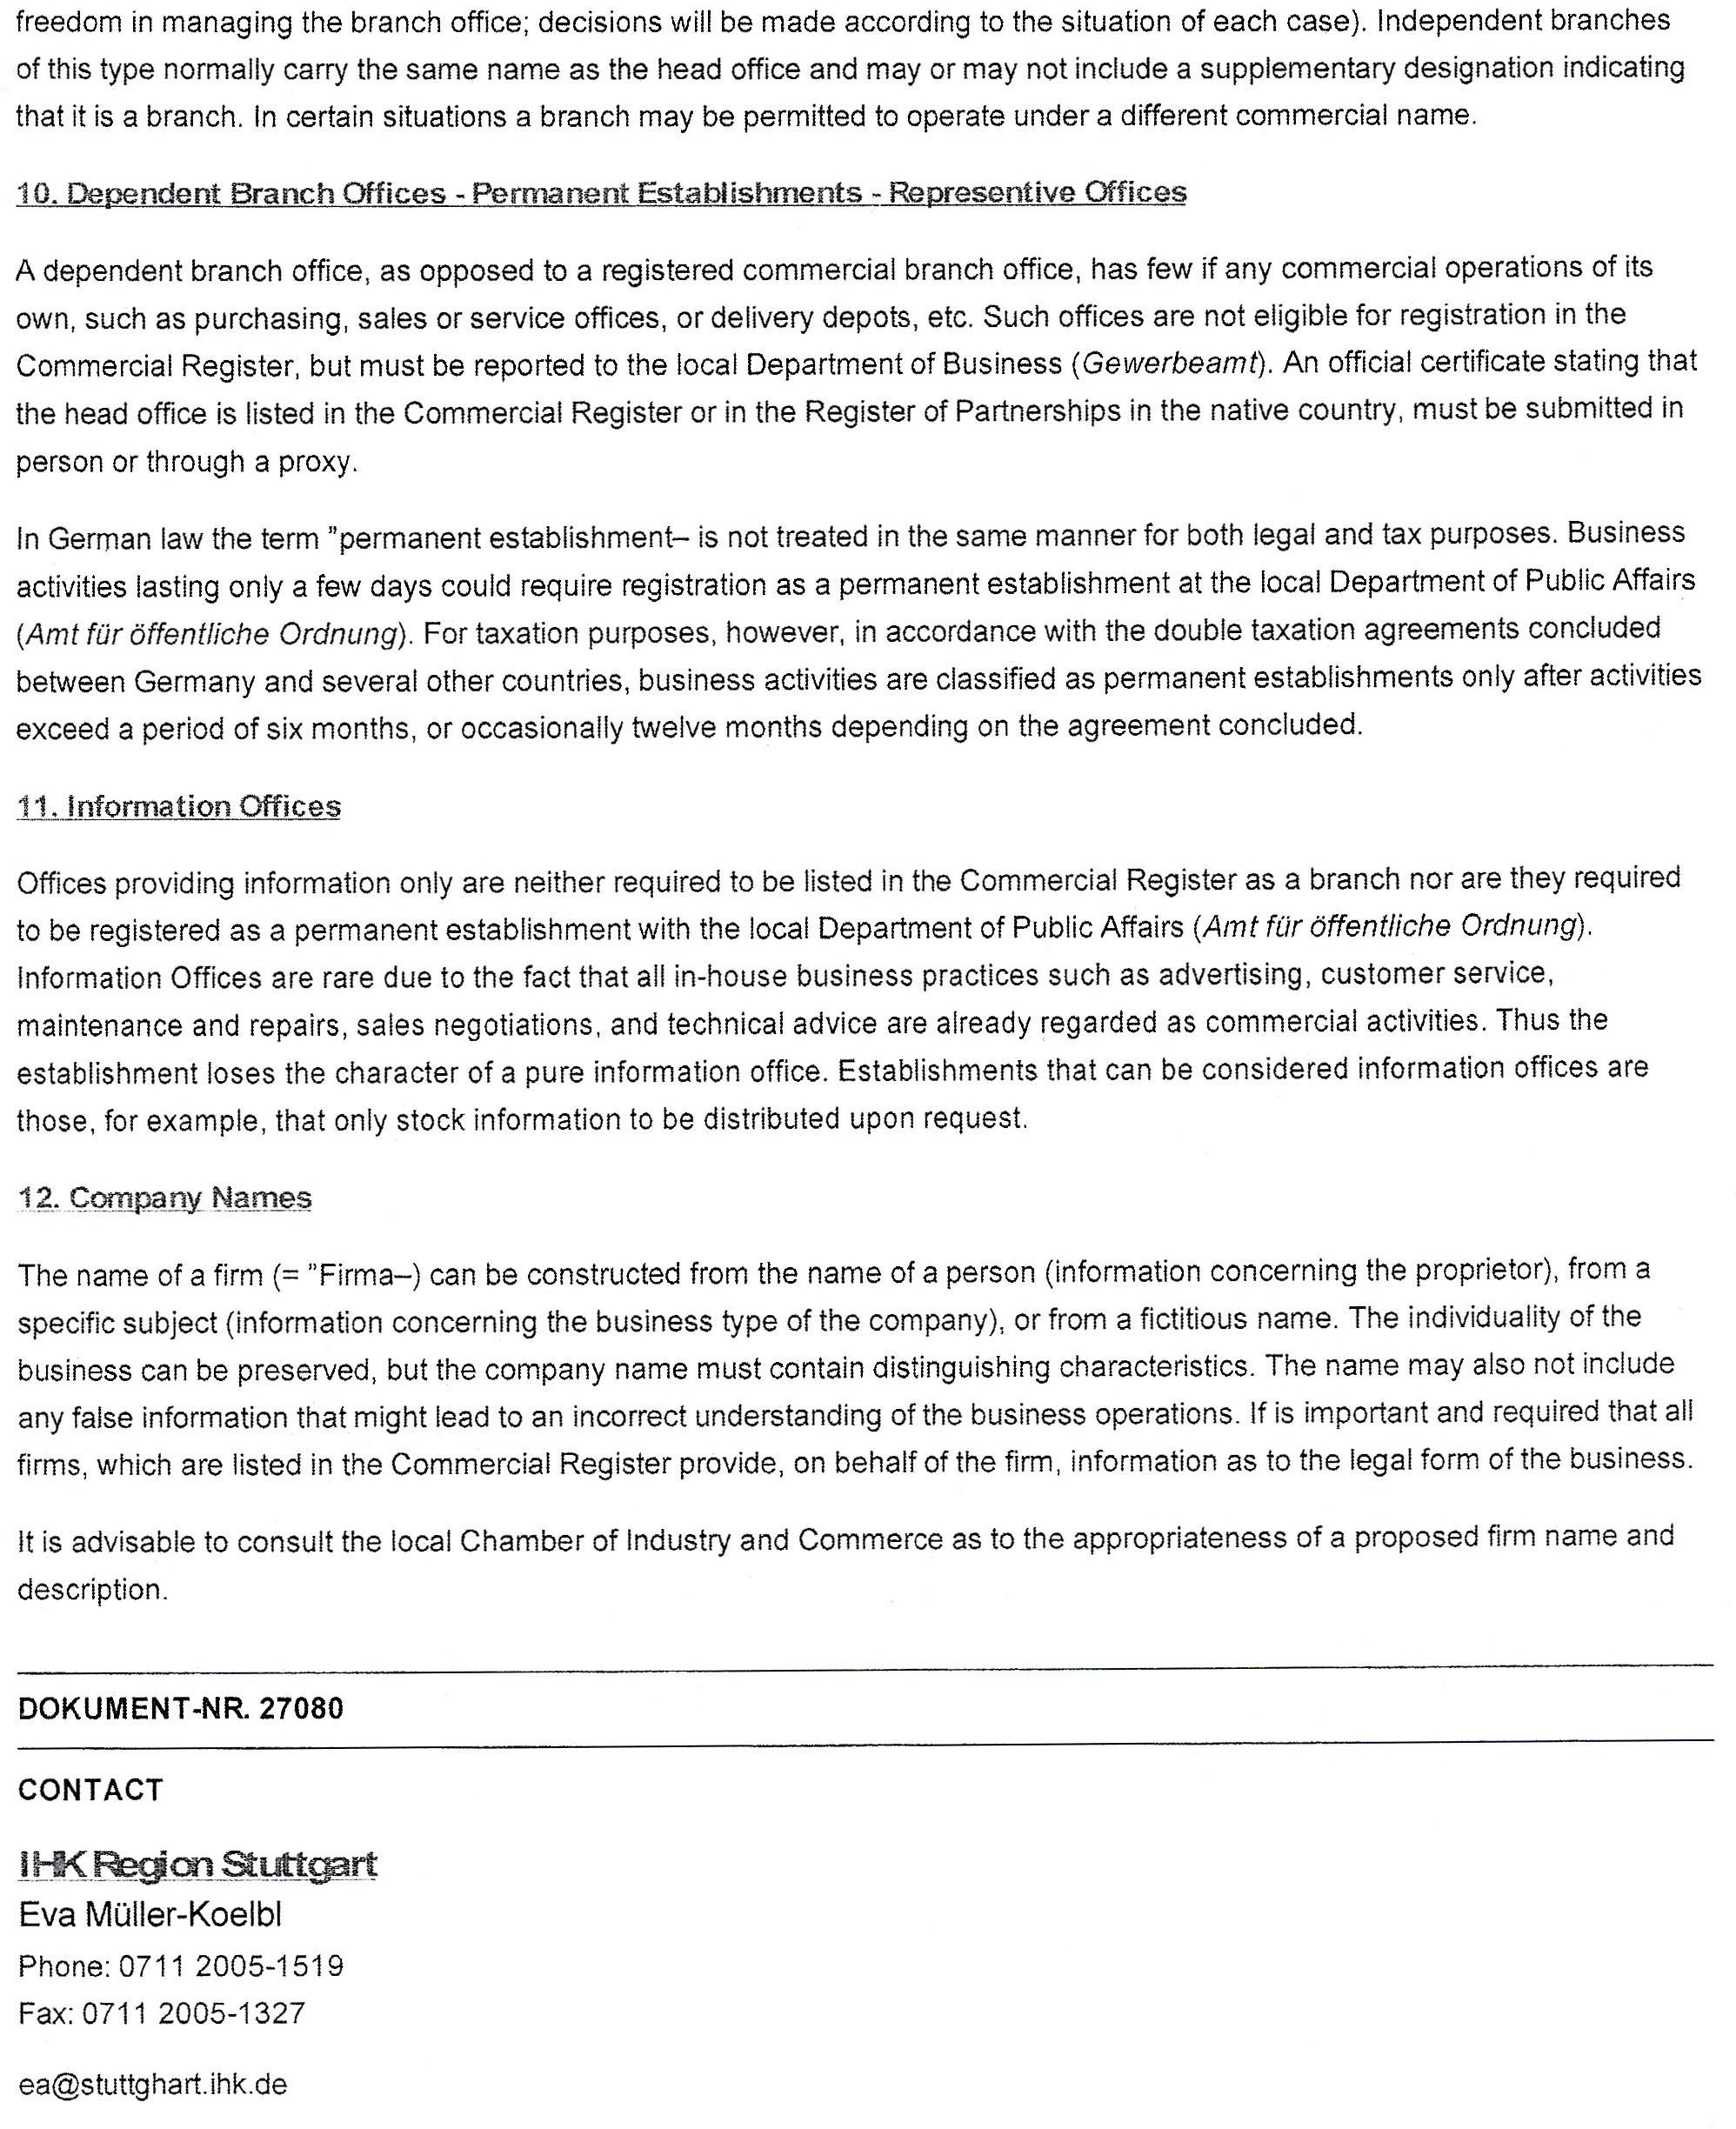 freedom in managing the branch office; decisions will be made according to the situation of each case). Independent branches
of this type normally carry the same name as the head office and may or may not include a supplementary designation indicating
that it is a branch. In certain situations a branch may be permitted to operate under a different commercial name.
10. Dependent Branch Offices - Permanent Establishments - Representive Offices
A dependent branch office, as opposed to a registered commercial branch office, has few if any commercial operations of its
own, such as purchasing, sales or service offices, or delivery depots, etc. Such offices are not eligible for registration in the
Commercial Register, but must be reported to the local Department of Business (Gewerbeamt). An official certificate stating that
the head office is listed in the Commercial Register or in the Register of Partnerships in the native country, must be submitted in
person or through a proxy.
In German law the term "permanent establishment– is not treated in the same manner for both legal and tax purposes. Business
activities lasting only a few days could require registration as a permanent establishment at the local Department of Public Affairs
(Amt für öffentliche Ordnung). For taxation purposes, however, in accordance with the double taxation agreements concluded
between Germany and several other countries, business activities are classified as permanent establishments only after activities
exceed a period of six months, or occasionally twelve months depending on the agreement concluded.
11. Information Offices
Offices providing information only are neither required to be listed in the Commercial Register as a branch nor are they required
to be registered as a permanent establishment with the local Department of Public Affairs (Amt für öffentliche Ordnung).
Information Offices are rare due to the fact that all in-house business practices such as advertising, customer service,
maintenance and repairs, sales negotiations, and technical advice are already regarded as commercial activities. Thus the
establishment loses the character of a pure information office. Establishments that can be considered information offices are
those, for example, that only stock information to be distributed upon request.
12. Company Names
The name of a firm (= "Firma–) can be constructed from the name of a person (information concerning the proprietor), from a
specific subject (information concerning the business type of the company), or from a fictitious name. The individuality of the
business can be preserved, but the company name must contain distinguishing characteristics. The name may also not include
any false information that might lead to an incorrect understanding of the business operations. If is important and required that all
firms, which are listed in the Commercial Register provide, on behalf of the firm, information as to the legal form of the business.
It is advisable to consult the local Chamber of Industry and Commerce as to the appropriateness of a proposed firm name and
description.
DOKUMENT-NR. 27080
CONTACT
IHK Region Stuttgart
Eva Müller-Koelbl
Phone: 0711 2005-1519
Fax: 0711 2005-1327
ea@stuttghart.ihk.de